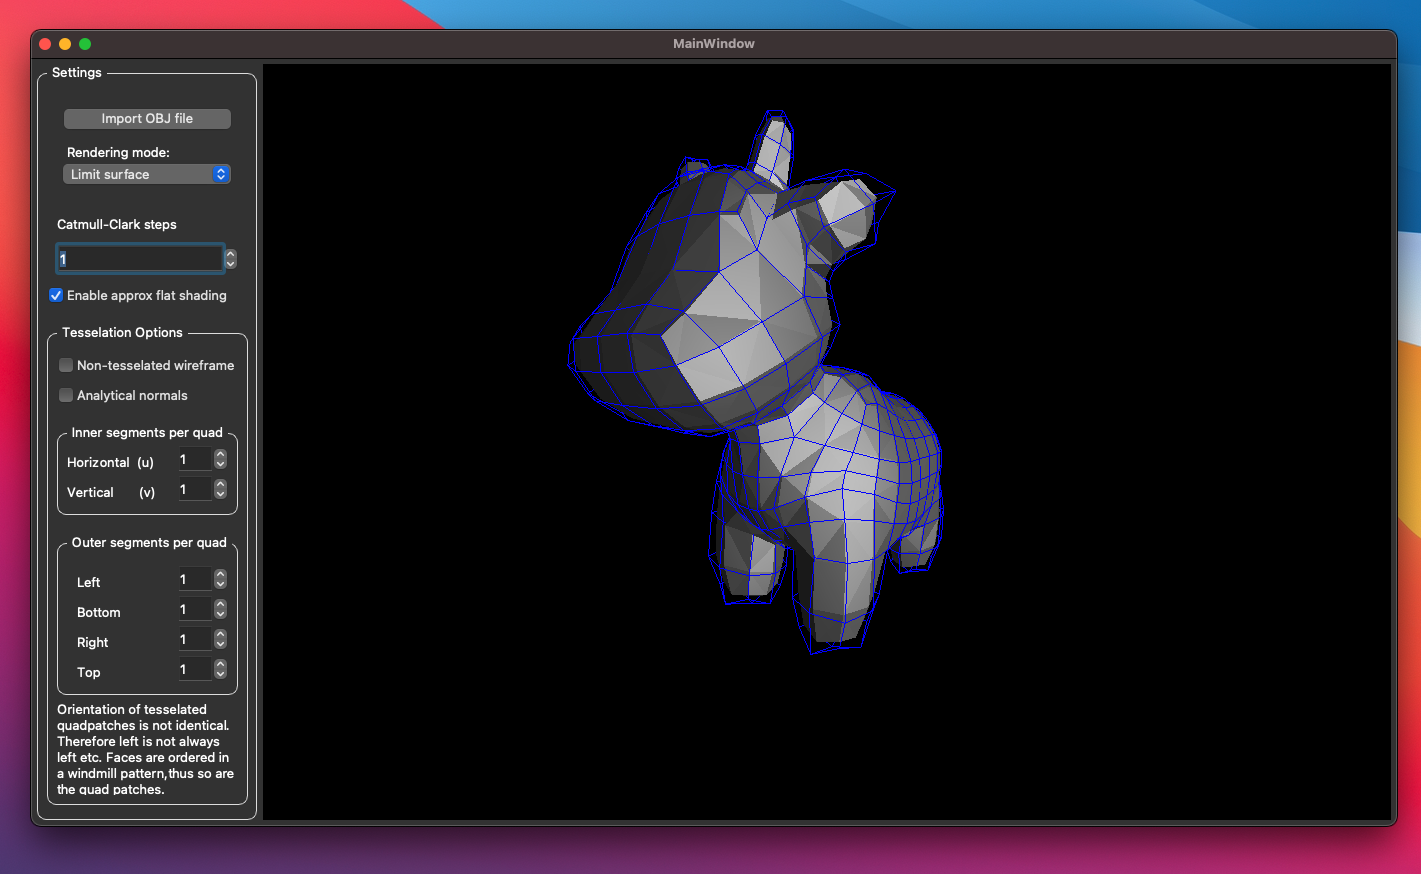 MainWindow
Settings
Import OBJ file
Rendering mode:
Limit surface
Catmull-Clark steps
1
Enable approx flat shading
Tesselation Options
Non-tesselated wireframe
Analytical normals
Inner segments per quad
Horizontal (u) 1
Vertical (v) 1
Outer segments per quad
Left 1
Bottom 1
Right 1
Top 1
Orientation of tesselated
quadpatches is not identical.
Therefore left is not always
left etc. Faces are ordered in
a windmill pattern,thus so are
the quad patches.